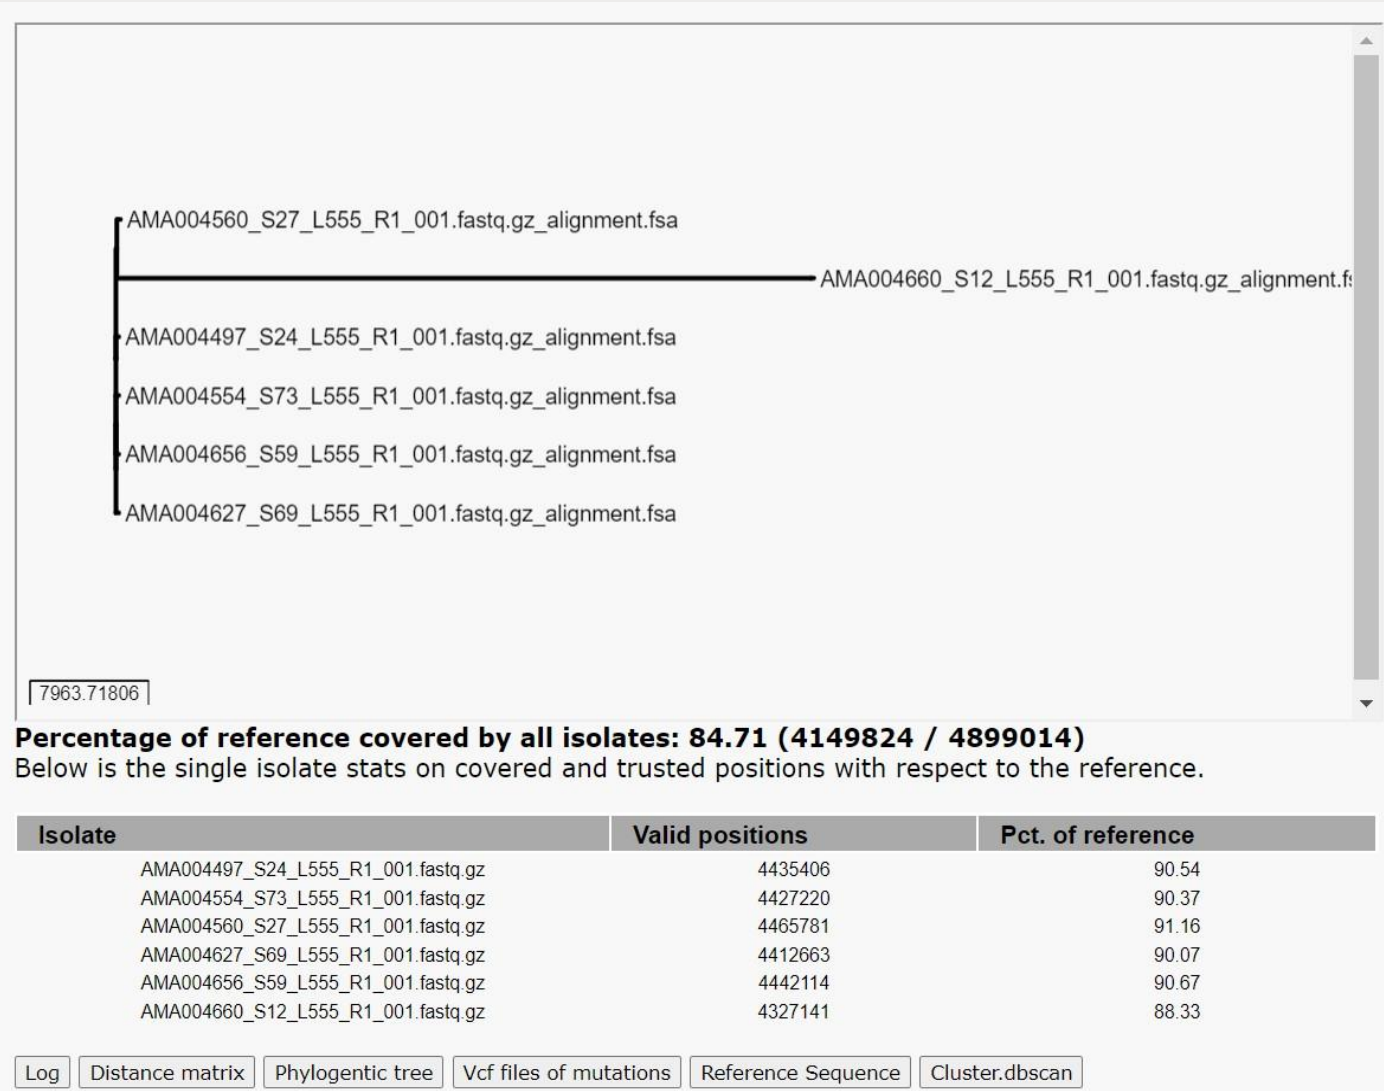 AMA004560_S27_L555_R1_001.fastq.gz_alignment.fsa
AMA004660_S12_L555_R1_001.fastq.gz_alignment.fs
AMA004497_S24_L555_R1_001.fastq.gz_alignment.fsa
AMA004554_S73_L555_R1_001.fastq.gz_alignment.fsa
AMA004656_S59_L555_R1_001.fastq.gz_alignment.fsa
AMA004627_S69_L555_R1_001.fastq.gz_alignment.fsa
7963.71806
Percentage of reference covered by all isolates: 84.71 (4149824 / 4899014)
Below is the single isolate stats on covered and trusted positions with respect to the reference.
Isolate Valid positions Pct. of reference
AMA004497_S24_L555_R1_001.fastq.gz 4435406 90.54
AMA004554_S73_L555_R1_001.fastq.gz 4427220 90.37
AMA004560_S27_L555_R1_001.fastq.gz 4465781 91.16
AMA004627_S69_L555_R1_001.fastq.gz 4412663 90.07
AMA004656_S59_L555_R1_001.fastq.gz 4442114 90.67
AMA004660_S12_L555_R1_001.fastq.gz 4327141 88.33
Log Distance matrix Phylogentic tree Vcf files of mutations Reference Sequence Cluster.dbscan